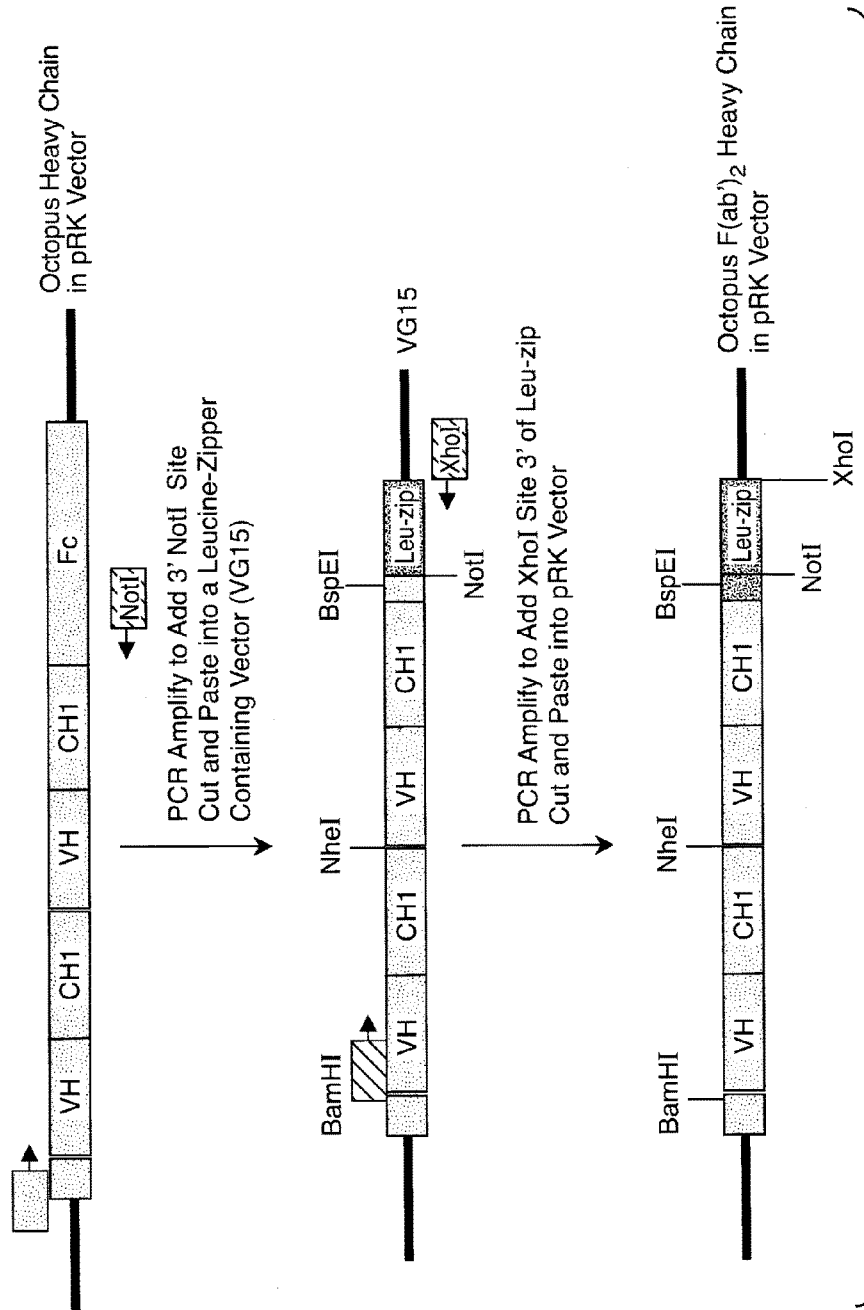 VH
CH1
VH
CH1
Fc
Octopus Heavy Chain
in pRK Vector
NotI
PCR Amplify to Add 3' NotI Site
Cut and Paste into a Leucine-Zipper
Containing Vector (VG15)
BamHI
NheI
BspEI
VH
CH1
VH
CH1
Leu-zip
VG15
NotI
XhoI
PCR Amplify to Add XhoI Site 3' of Leu-zip
Cut and Paste into pRK Vector
BamHI
NheI
BspEI
VH
CH1
VH
CH1
Leu-zip
Octopus F(ab')2 Heavy Chain
in pRK Vector
NotI
XhoI